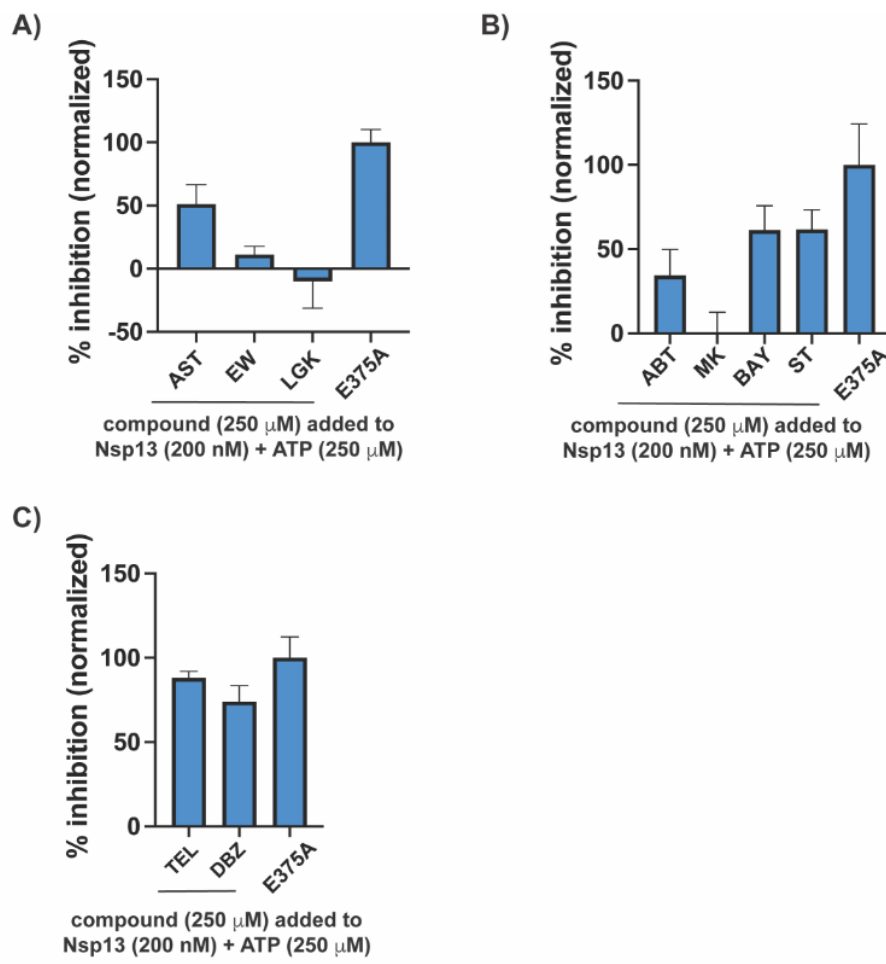 A)
% inhibition (normalized)
150
100
50
0
-50
AST
EW
LGK
E375A
compound (250 μM) added to
Nsp13 (200 nM) + ATP (250 μM)
B)
% inhibition (normalized)
150
100
50
0
ABT
MK
BAY
ST
E375A
compound (250 μM) added to
Nsp13 (200 nM) + ATP (250 μM)
C)
% inhibition (normalized)
150
100
50
0
TEL
DBZ
E375A
compound (250 μM) added to
Nsp13 (200 nM) + ATP (250 μM)